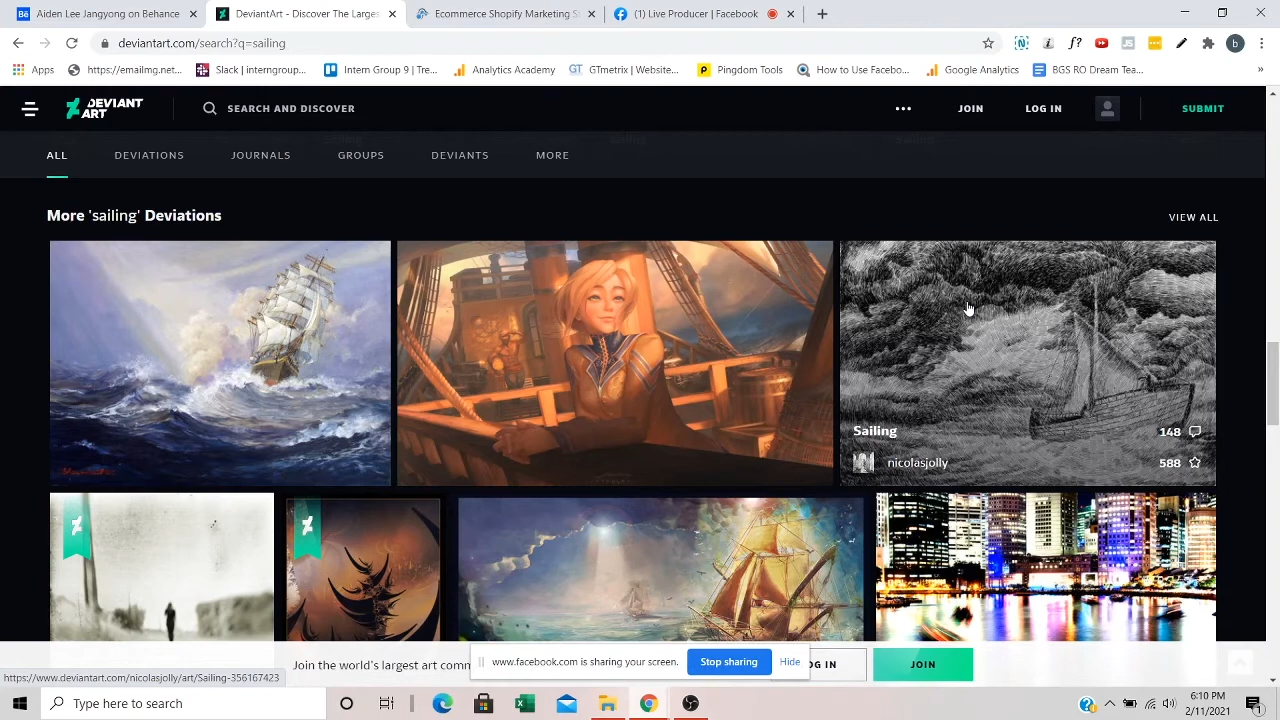 Aiden on Behance
DeviantArt - Discover The Larges
Ecommerce Shopify Marketing S
(1) Live Producer | Facebook
deviantart.com/search?q=sailing
Apps
https://emailmg.net...
Slack | interngroup...
Intern Group 9 | Tre...
Analytics Academy
GTmetrix | Website...
Pingdom Tools
How to Use Facebo...
Google Analytics
BGS RO Dream Tea...
»
DEVIANT ART
SEARCH AND DISCOVER
JOIN
LOG IN
SUBMIT
ALL
DEVIATIONS
JOURNALS
GROUPS
DEVIANTS
MORE
More 'sailing' Deviations
VIEW ALL
Sailing
148
nicolasjolly
588
Join the world's largest art comm
www.facebook.com is sharing your screen.
Stop sharing
Hide
OG IN
JOIN
https://www.deviantart.com/nicolasjolly/art/Sailing-556167423
Type here to search
6:10 PM
2/11/2021